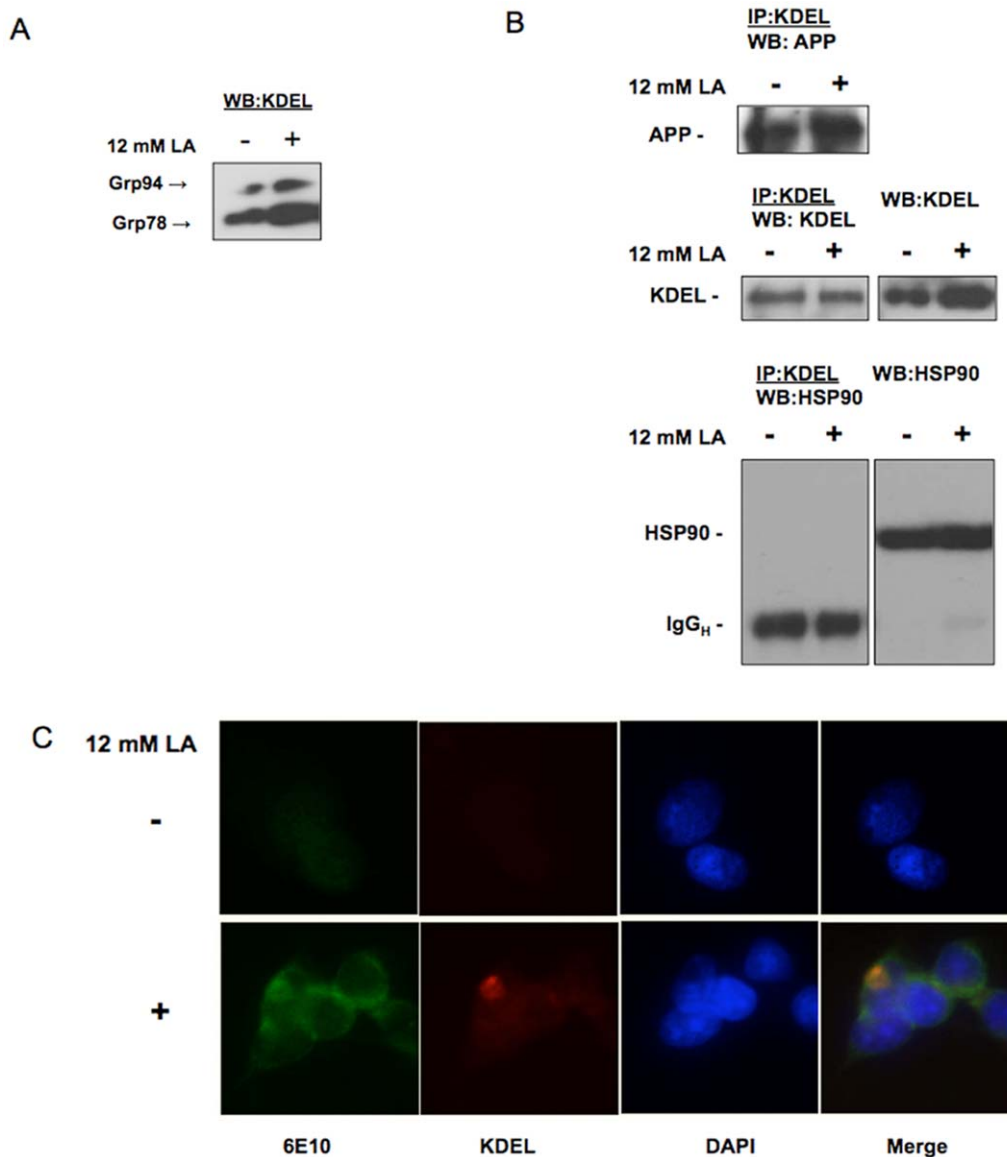 A
WB:KDEL
12 mM LA - +
Grp94 →
Grp78 →
B
IP:KDEL
WB: APP
12 mM LA - +
APP -
IP:KDEL WB:KDEL
WB: KDEL
12 mM LA - + - +
KDEL -
IP:KDEL WB:HSP90
WB:HSP90
12 mM LA - + - +
HSP90 -
IgGH -
C
12 mM LA
-
+
6E10 KDEL DAPI Merge